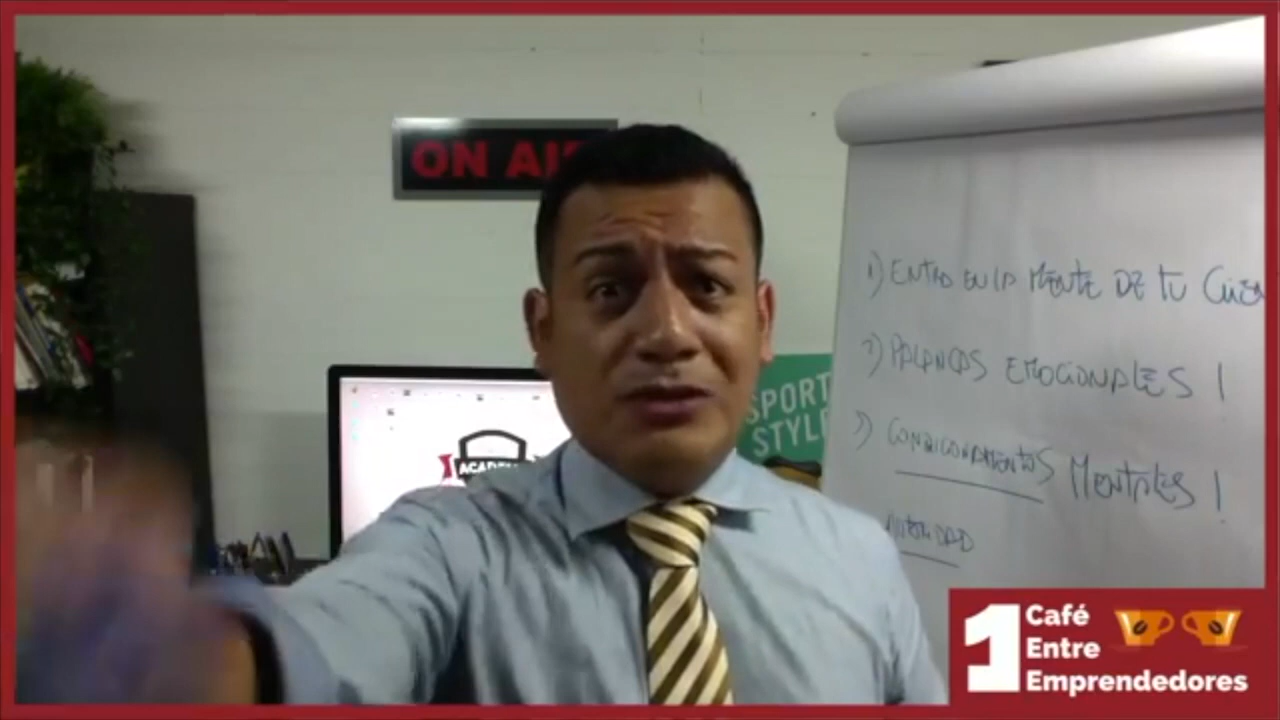 ON AI
ACADEM
SPORT
STYL
1) ENTRO EN LA MENTE DE TU
2) PALANCAS EMOCIONALES !
3) CONDICIONAMIENTOS MENTALES !
1 Café
Entre
Emprendedores